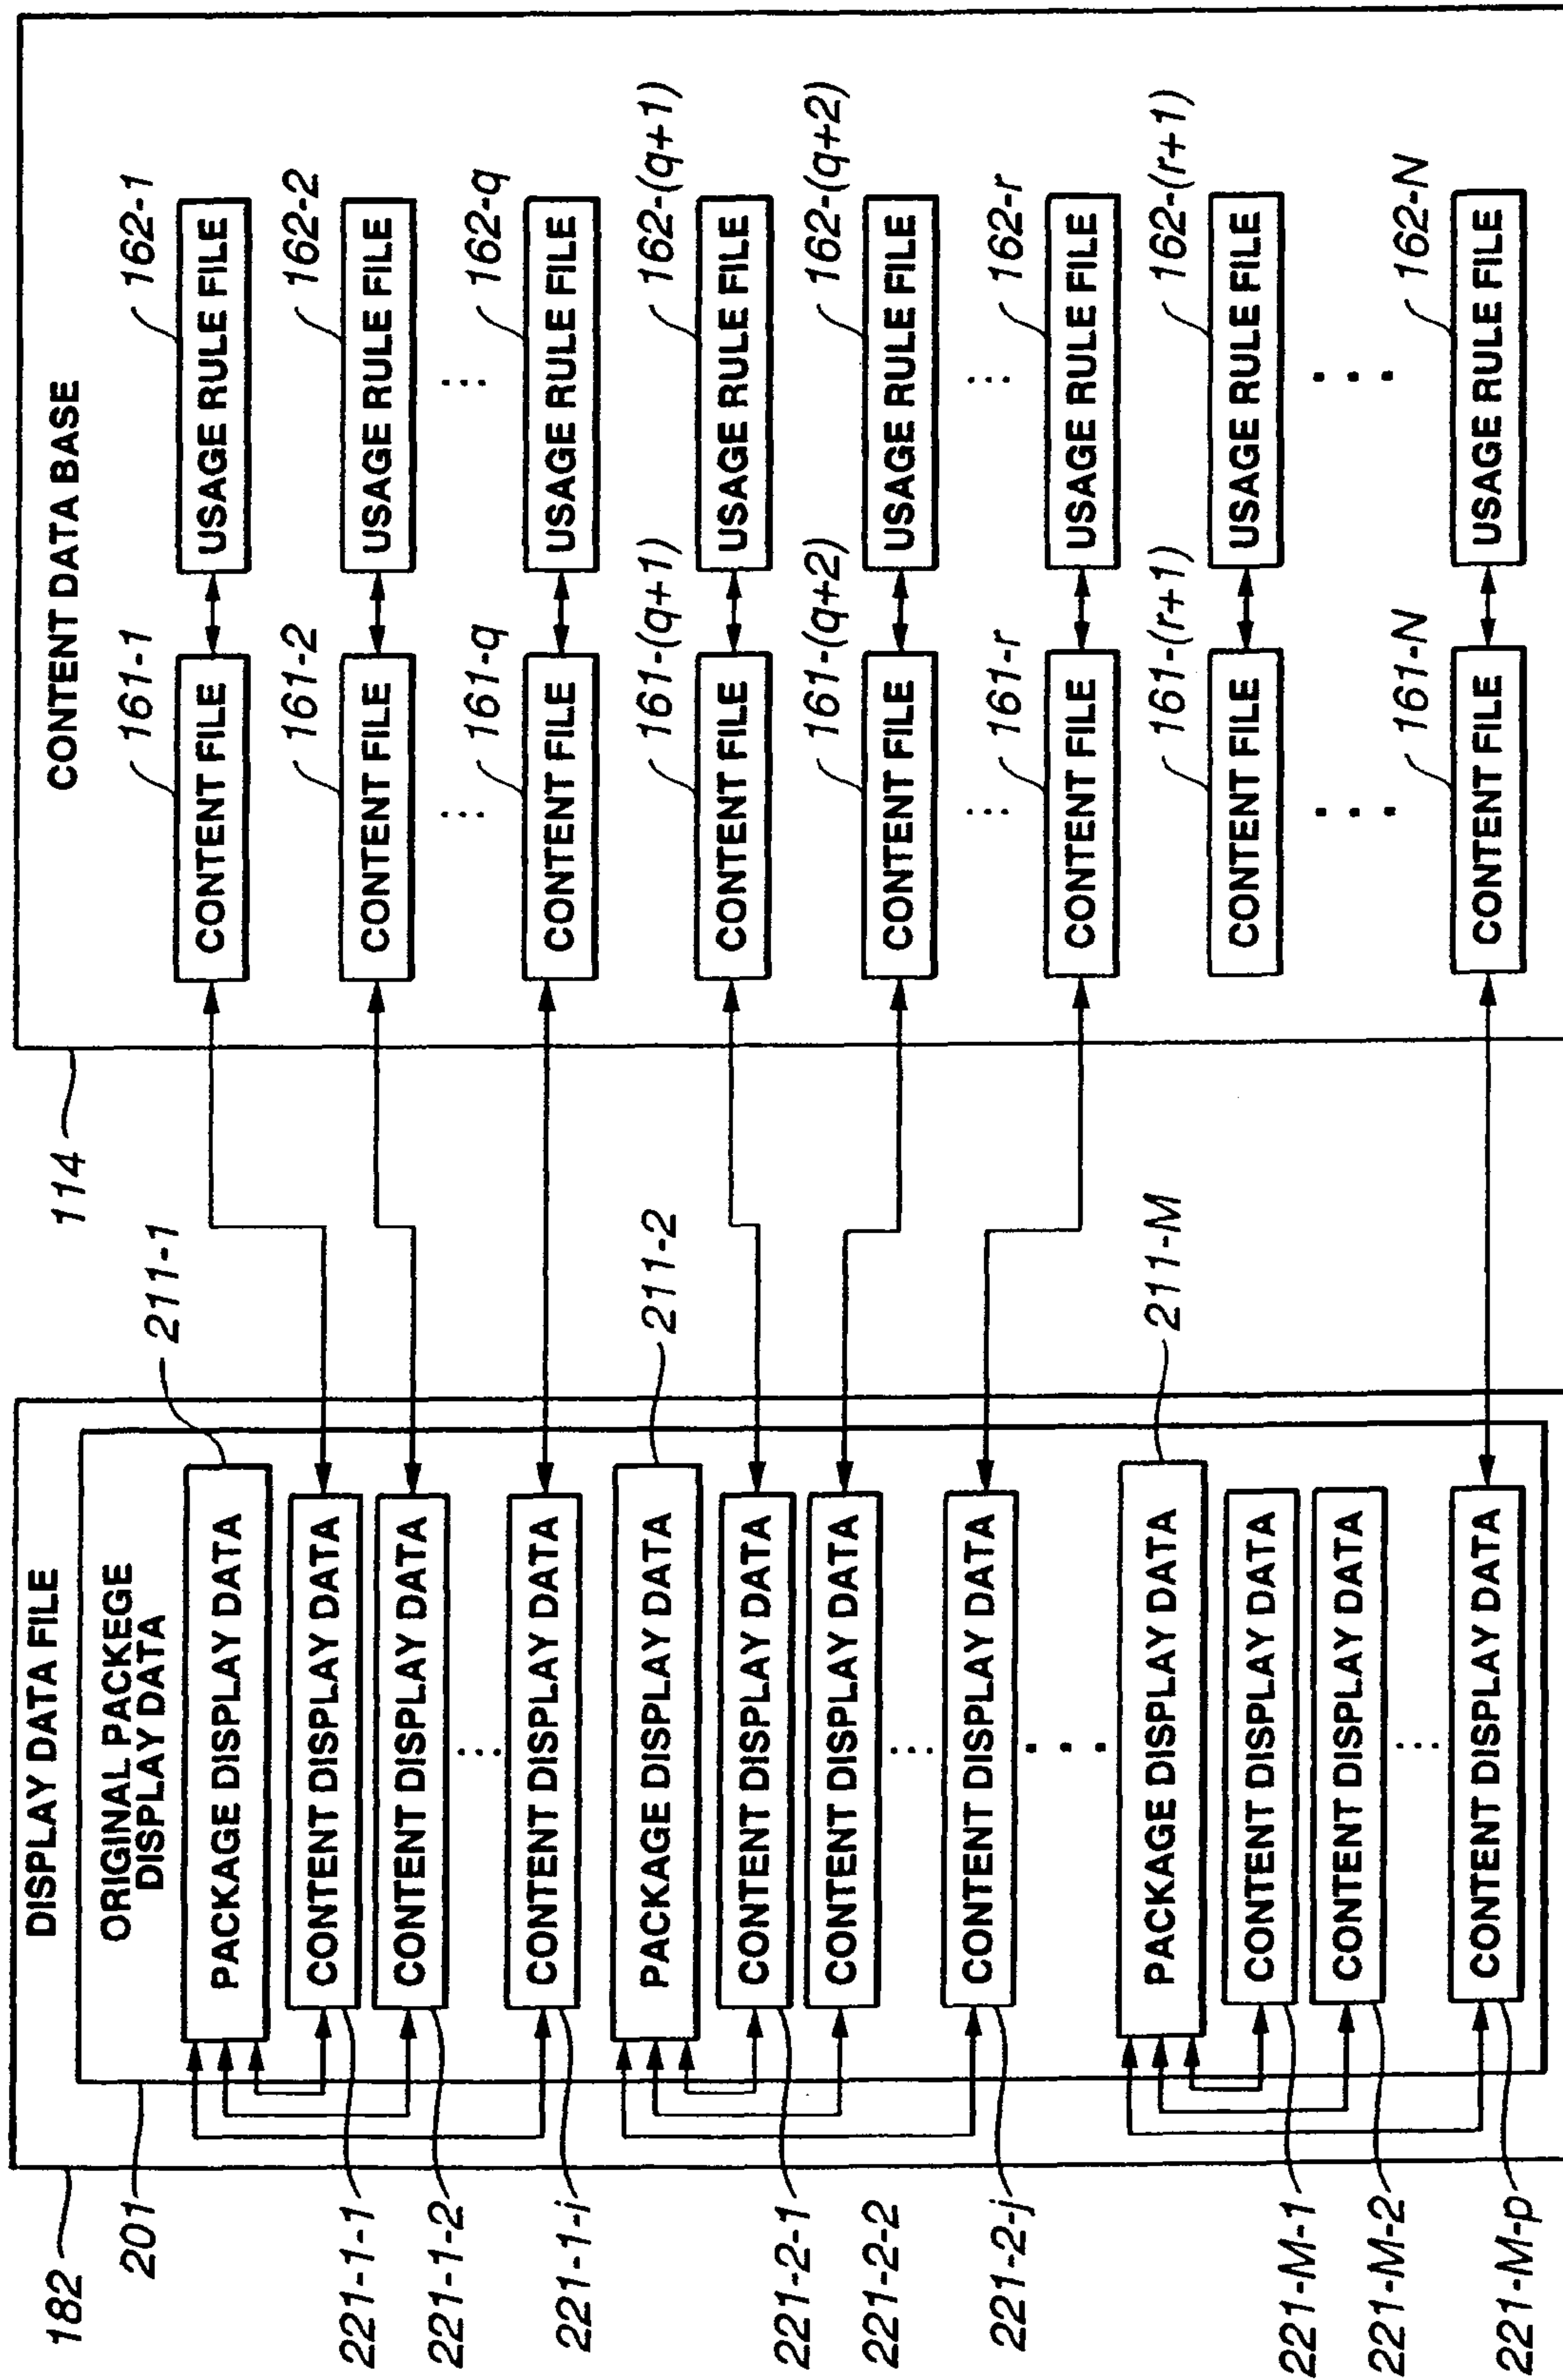 DISPLAY DATA FILE
182
ORIGINAL PACKEGE
DISPLAY DATA
201
PACKAGE DISPLAY DATA
211-1
CONTENT DISPLAY DATA
221-1-1
CONTENT DISPLAY DATA
221-1-2
...
CONTENT DISPLAY DATA
221-1-i
PACKAGE DISPLAY DATA
211-2
CONTENT DISPLAY DATA
221-2-1
CONTENT DISPLAY DATA
221-2-2
...
CONTENT DISPLAY DATA
221-2-j
...
PACKAGE DISPLAY DATA
211-M
CONTENT DISPLAY DATA
221-M-1
CONTENT DISPLAY DATA
221-M-2
...
CONTENT DISPLAY DATA
221-M-p
CONTENT DATA BASE
114
CONTENT FILE
161-1
USAGE RULE FILE
162-1
CONTENT FILE
161-2
USAGE RULE FILE
162-2
...
...
CONTENT FILE
161-q
USAGE RULE FILE
162-q
CONTENT FILE
161-(q+1)
USAGE RULE FILE
162-(q+1)
CONTENT FILE
161-(q+2)
USAGE RULE FILE
162-(q+2)
...
...
CONTENT FILE
161-r
USAGE RULE FILE
162-r
CONTENT FILE
161-(r+1)
USAGE RULE FILE
162-(r+1)
...
...
CONTENT FILE
161-N
USAGE RULE FILE
162-N